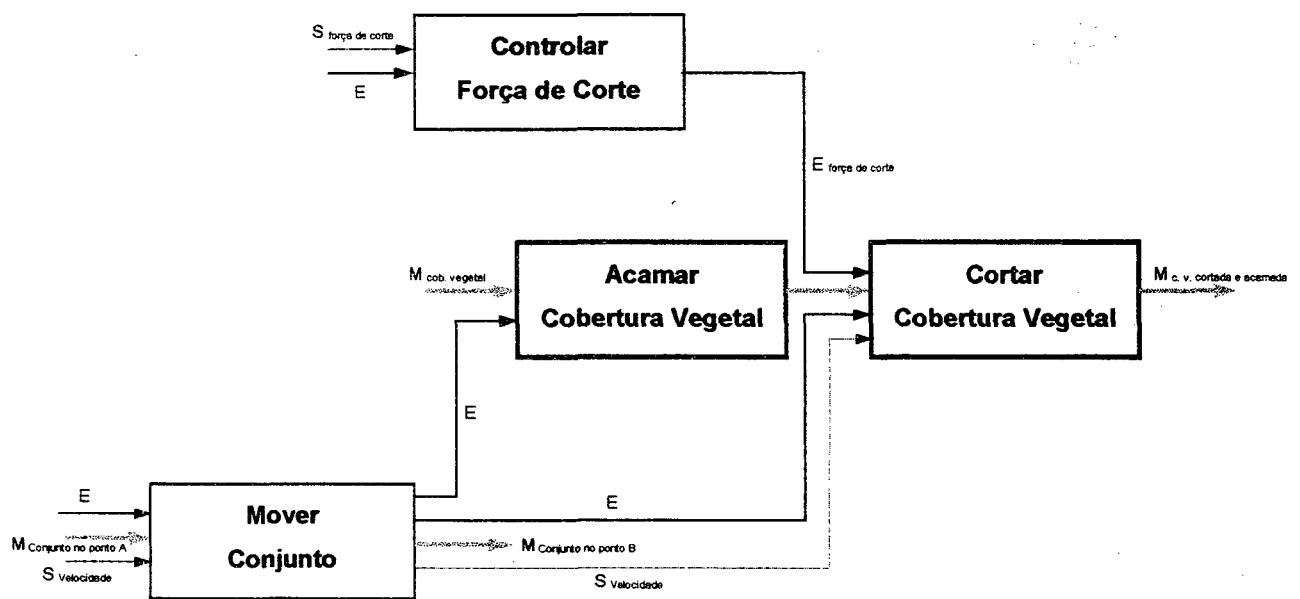 S força de corte
E
Controlar
Força de Corte
E força de corte
M cob. vegetal
Acamar
Cobertura Vegetal
Cortar
Cobertura Vegetal
M c. v. cortada e acamada
E
E
M Conjunto no ponto A
S Velocidade
Mover
Conjunto
E
M Conjunto no ponto B
S Velocidade